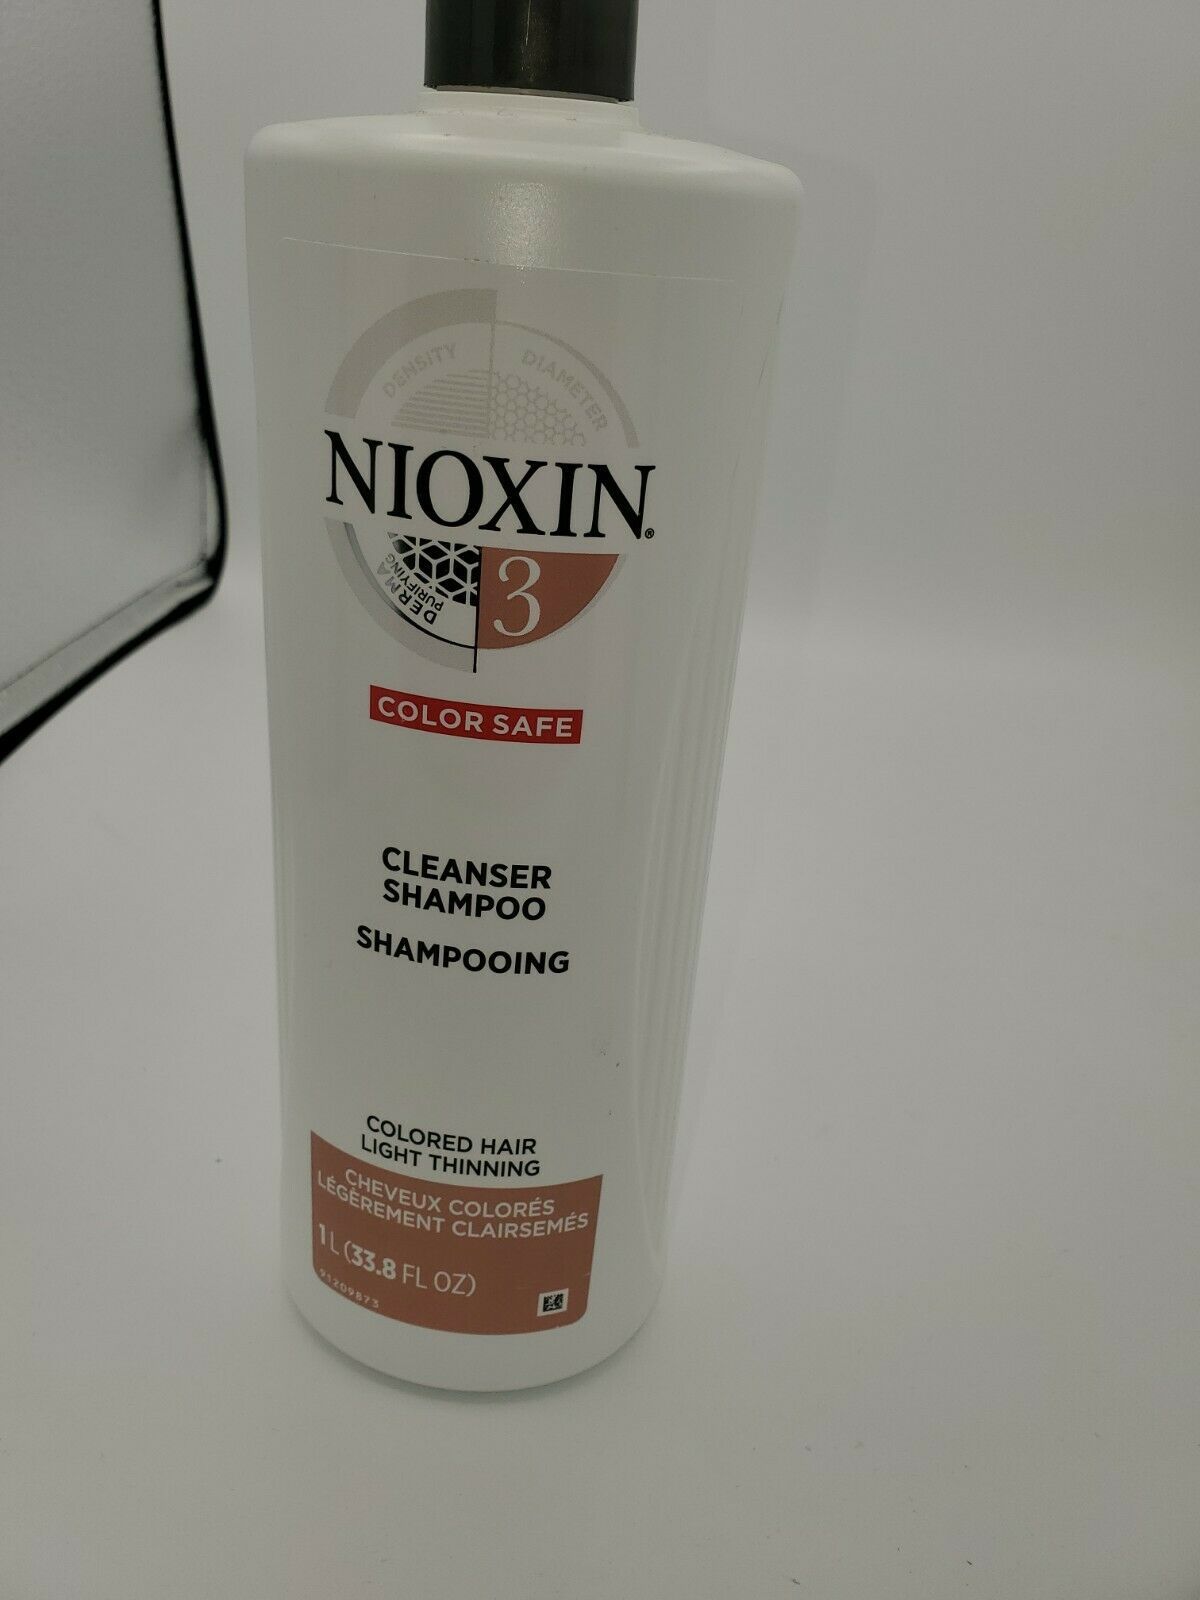 DENSITY
DIAMETER
NIOXIN®
DERMA
PURIFYING
3
COLOR SAFE
CLEANSER
SHAMPOO
SHAMPOOING
COLORED HAIR
LIGHT THINNING
CHEVEUX COLORÉS
LÉGÈREMENT CLAIRSEMÉS
1 L (33.8 FL OZ)
91209873